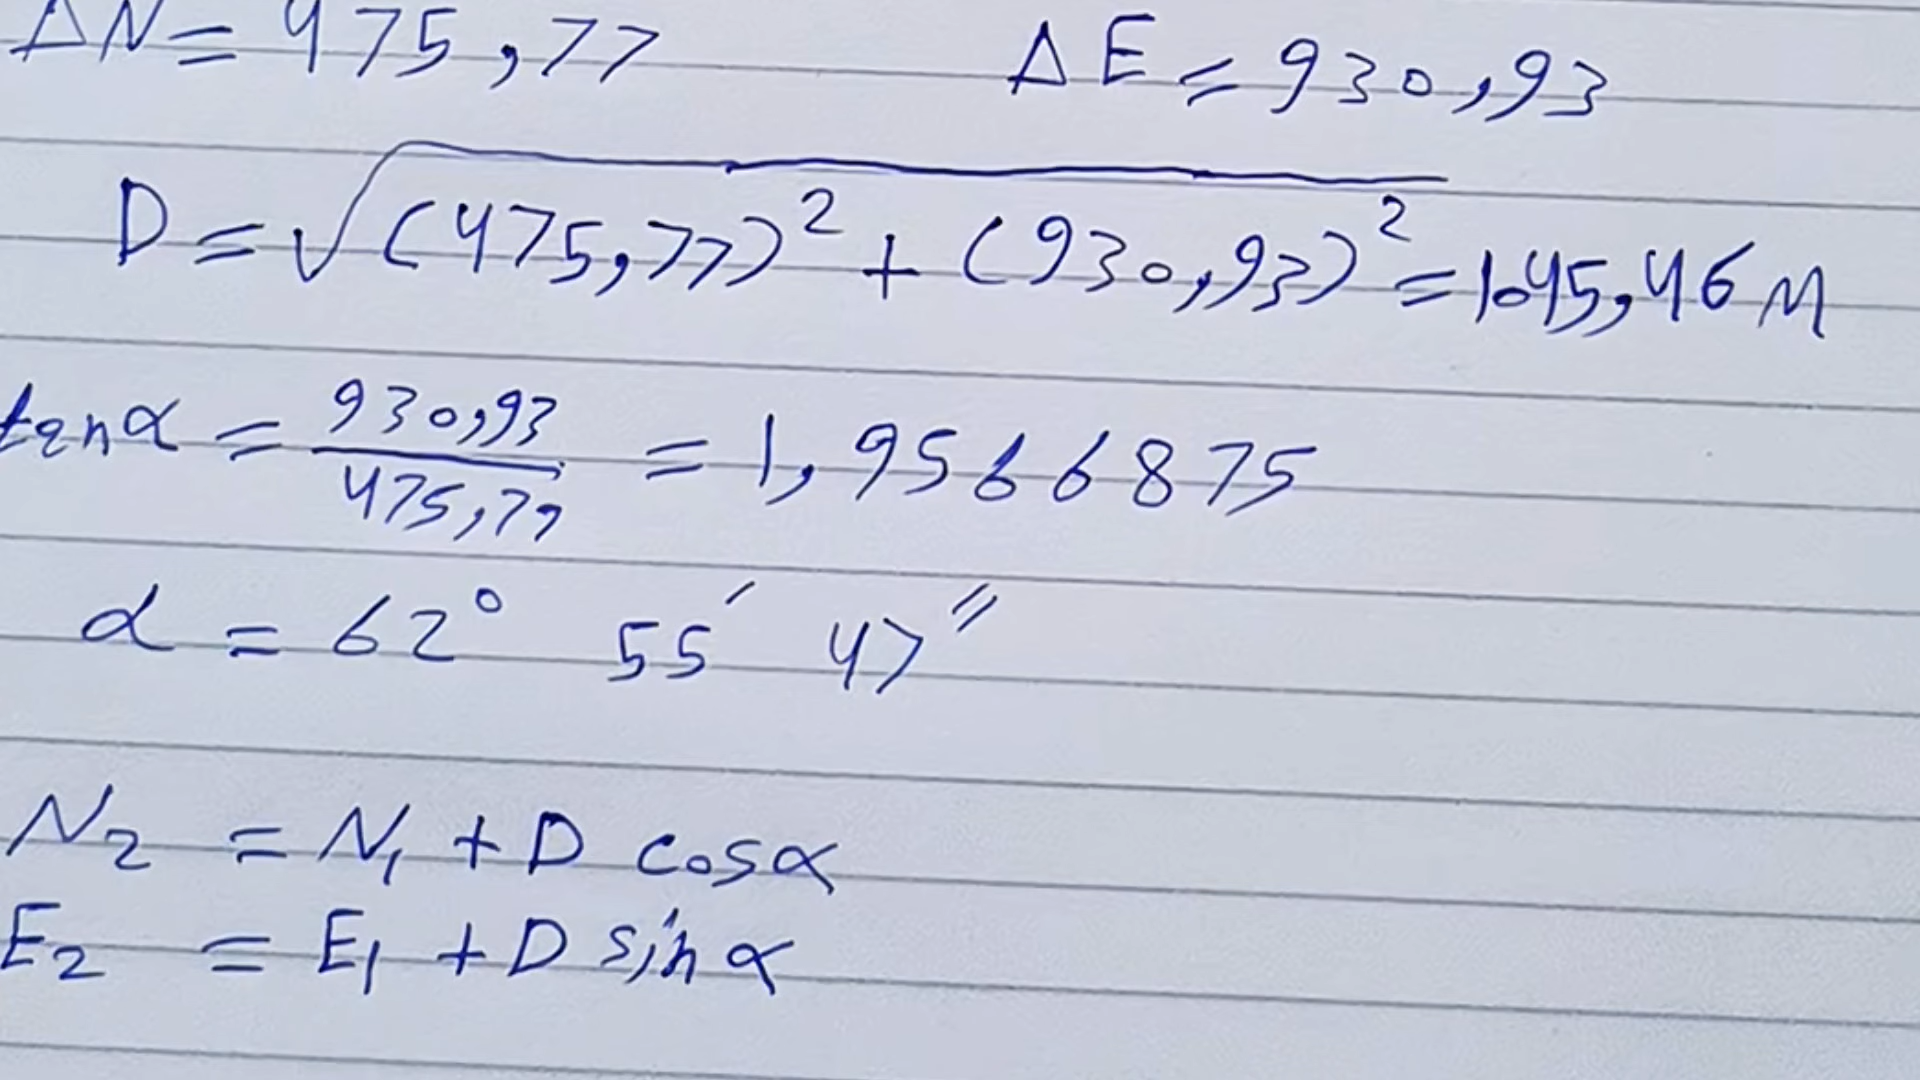 ΔN = 475,77 ΔE = 930,93
D = √(475,77)² + (930,93)² = 1045,46 M
tanα = 930,93 / 475,77 = 1,9566875
α = 62° 55′ 47″
N₂ = N₁ + D cosα
E₂ = E₁ + D sinα